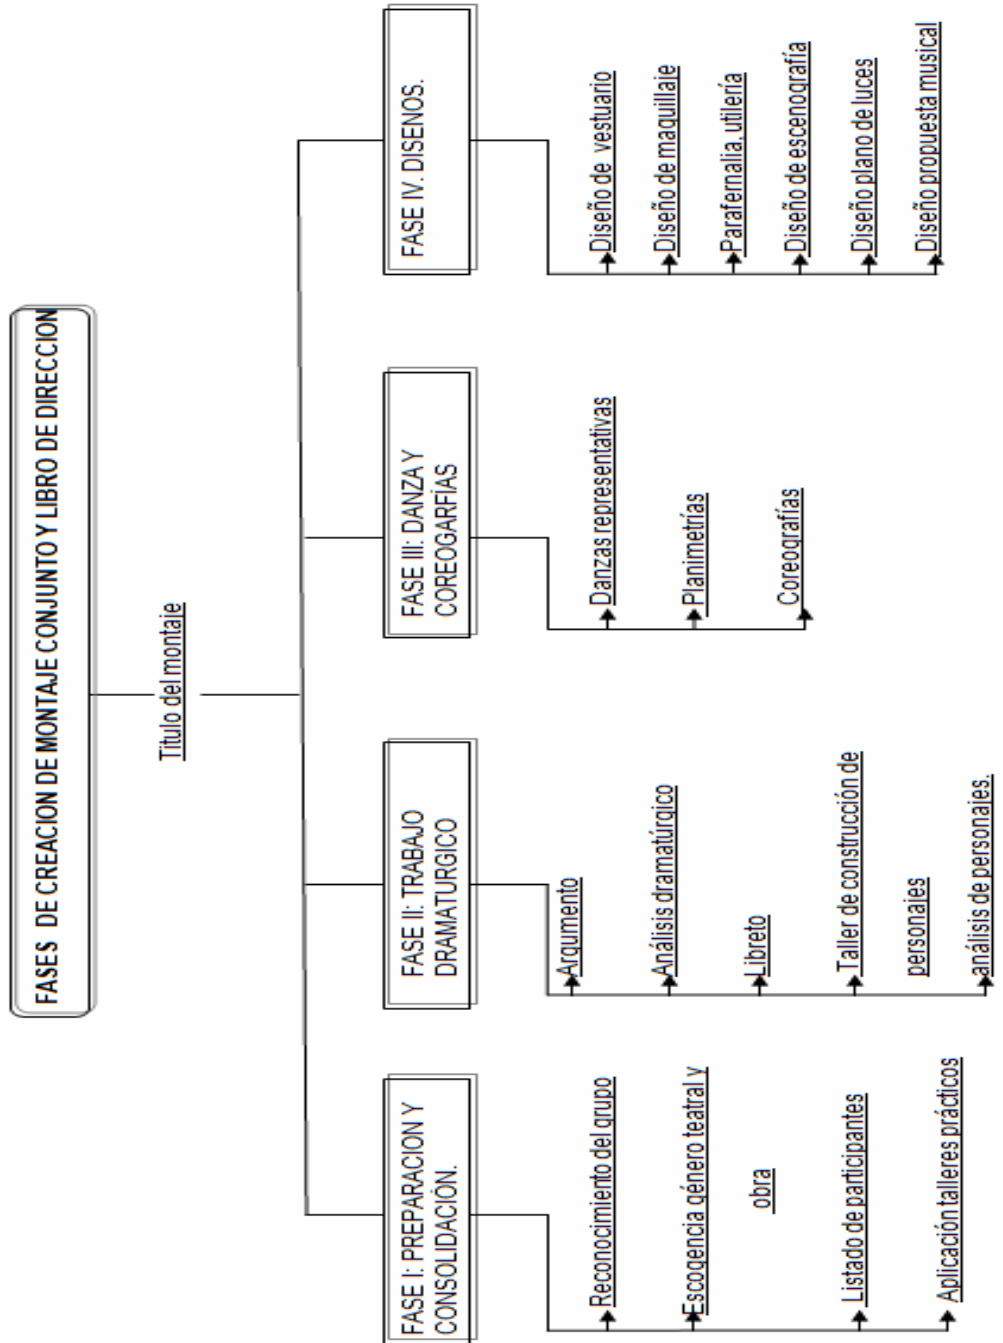 FASES DE CREACION DE MONTAJE CONJUNTO Y LIBRO DE DIRECCION
Titulo del montaje
FASE I: PREPARACION Y
CONSOLIDACIÓN.
Reconocimiento del grupo
Escogencia género teatral y
obra
Listado de participantes
Aplicación talleres prácticos
FASE II: TRABAJO
DRAMATURGICO
Argumento
Análisis dramatúrgico
Libreto
Taller de construcción de
personajes
análisis de personajes.
FASE III: DANZA Y
COREOGARFÍAS
Danzas representativas
Planimetrías
Coreografías
FASE IV. DISENOS.
Diseño de vestuario
Diseño de maquillaje
Parafernalia, utilería
Diseño de escenografía
Diseño plano de luces
Diseño propuesta musical